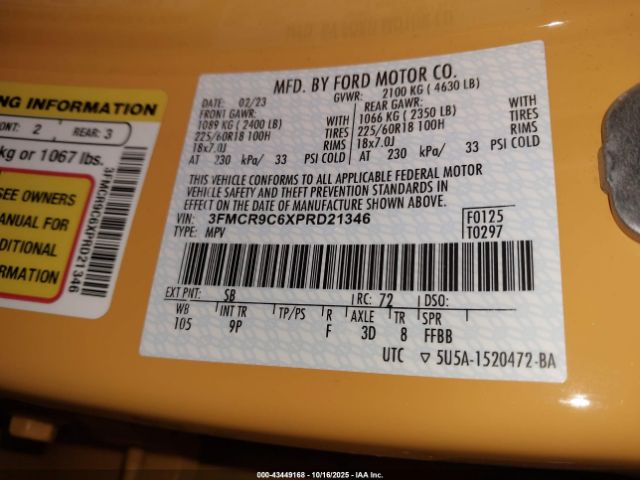 NG INFORMATION
ONT: 2 REAR: 3
kg or 1067 lbs.
SEE OWNERS
MANUAL FOR
DDITIONAL
FORMATION
3FMCR9C6XPRD21346
MFD. BY FORD MOTOR CO.
DATE: 02/23 GVWR: 2100 KG ( 4630 LB)
FRONT GAWR: REAR GAWR:
1089 KG ( 2400 LB) WITH 1066 KG ( 2350 LB) WITH
225/60R18 100H TIRES 225/60R18 100H TIRES
18x7.0J RIMS 18x7.0J RIMS
AT 230 kPa/ 33 PSI COLD AT 230 kPa/ 33 PSI COLD
THIS VEHICLE CONFORMS TO ALL APPLICABLE FEDERAL MOTOR
VEHICLE SAFETY AND THEFT PREVENTION STANDARDS IN
EFFECT ON THE DATE OF MANUFACTURE SHOWN ABOVE.
VIN: 3FMCR9C6XPRD21346 F0125
TYPE: MPV T0297
EXT PNT: SB RC: 72 DSO:
WB INT TR TP/PS R AXLE TR SPR
105 9P F 3D 8 FFBB
UTC ▽ 5U5A-1520472-BA
000-43449168 - 10/16/2025 - IAA Inc.